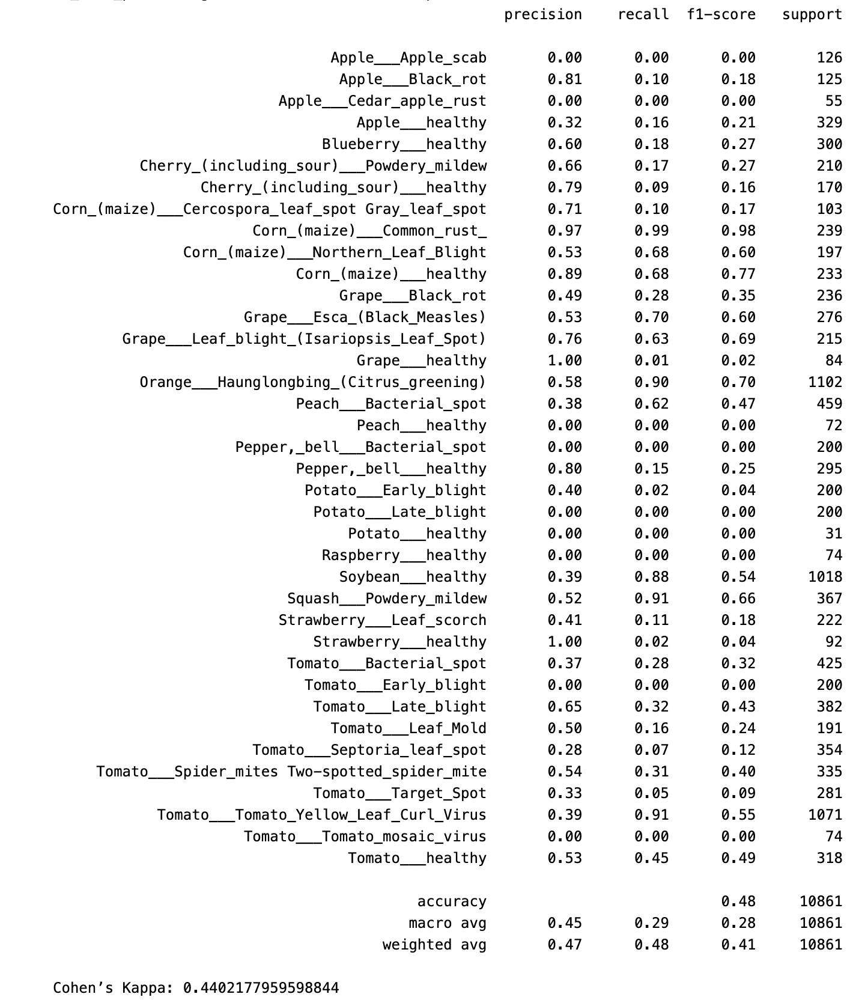 precision recall f1-score support
Apple___Apple_scab 0.00 0.00 0.00 126
Apple___Black_rot 0.81 0.10 0.18 125
Apple___Cedar_apple_rust 0.00 0.00 0.00 55
Apple___healthy 0.32 0.16 0.21 329
Blueberry___healthy 0.60 0.18 0.27 300
Cherry_(including_sour)___Powdery_mildew 0.66 0.17 0.27 210
Cherry_(including_sour)___healthy 0.79 0.09 0.16 170
Corn_(maize)___Cercospora_leaf_spot Gray_leaf_spot 0.71 0.10 0.17 103
Corn_(maize)___Common_rust_ 0.97 0.99 0.98 239
Corn_(maize)___Northern_Leaf_Blight 0.53 0.68 0.60 197
Corn_(maize)___healthy 0.89 0.68 0.77 233
Grape___Black_rot 0.49 0.28 0.35 236
Grape___Esca_(Black_Measles) 0.53 0.70 0.60 276
Grape___Leaf_blight_(Isariopsis_Leaf_Spot) 0.76 0.63 0.69 215
Grape___healthy 1.00 0.01 0.02 84
Orange___Haunglongbing_(Citrus_greening) 0.58 0.90 0.70 1102
Peach___Bacterial_spot 0.38 0.62 0.47 459
Peach___healthy 0.00 0.00 0.00 72
Pepper,_bell___Bacterial_spot 0.00 0.00 0.00 200
Pepper,_bell___healthy 0.80 0.15 0.25 295
Potato___Early_blight 0.40 0.02 0.04 200
Potato___Late_blight 0.00 0.00 0.00 200
Potato___healthy 0.00 0.00 0.00 31
Raspberry___healthy 0.00 0.00 0.00 74
Soybean___healthy 0.39 0.88 0.54 1018
Squash___Powdery_mildew 0.52 0.91 0.66 367
Strawberry___Leaf_scorch 0.41 0.11 0.18 222
Strawberry___healthy 1.00 0.02 0.04 92
Tomato___Bacterial_spot 0.37 0.28 0.32 425
Tomato___Early_blight 0.00 0.00 0.00 200
Tomato___Late_blight 0.65 0.32 0.43 382
Tomato___Leaf_Mold 0.50 0.16 0.24 191
Tomato___Septoria_leaf_spot 0.28 0.07 0.12 354
Tomato___Spider_mites Two-spotted_spider_mite 0.54 0.31 0.40 335
Tomato___Target_Spot 0.33 0.05 0.09 281
Tomato___Tomato_Yellow_Leaf_Curl_Virus 0.39 0.91 0.55 1071
Tomato___Tomato_mosaic_virus 0.00 0.00 0.00 74
Tomato___healthy 0.53 0.45 0.49 318
accuracy 0.48 10861
macro avg 0.45 0.29 0.28 10861
weighted avg 0.47 0.48 0.41 10861
Cohen’s Kappa: 0.4402177959598844